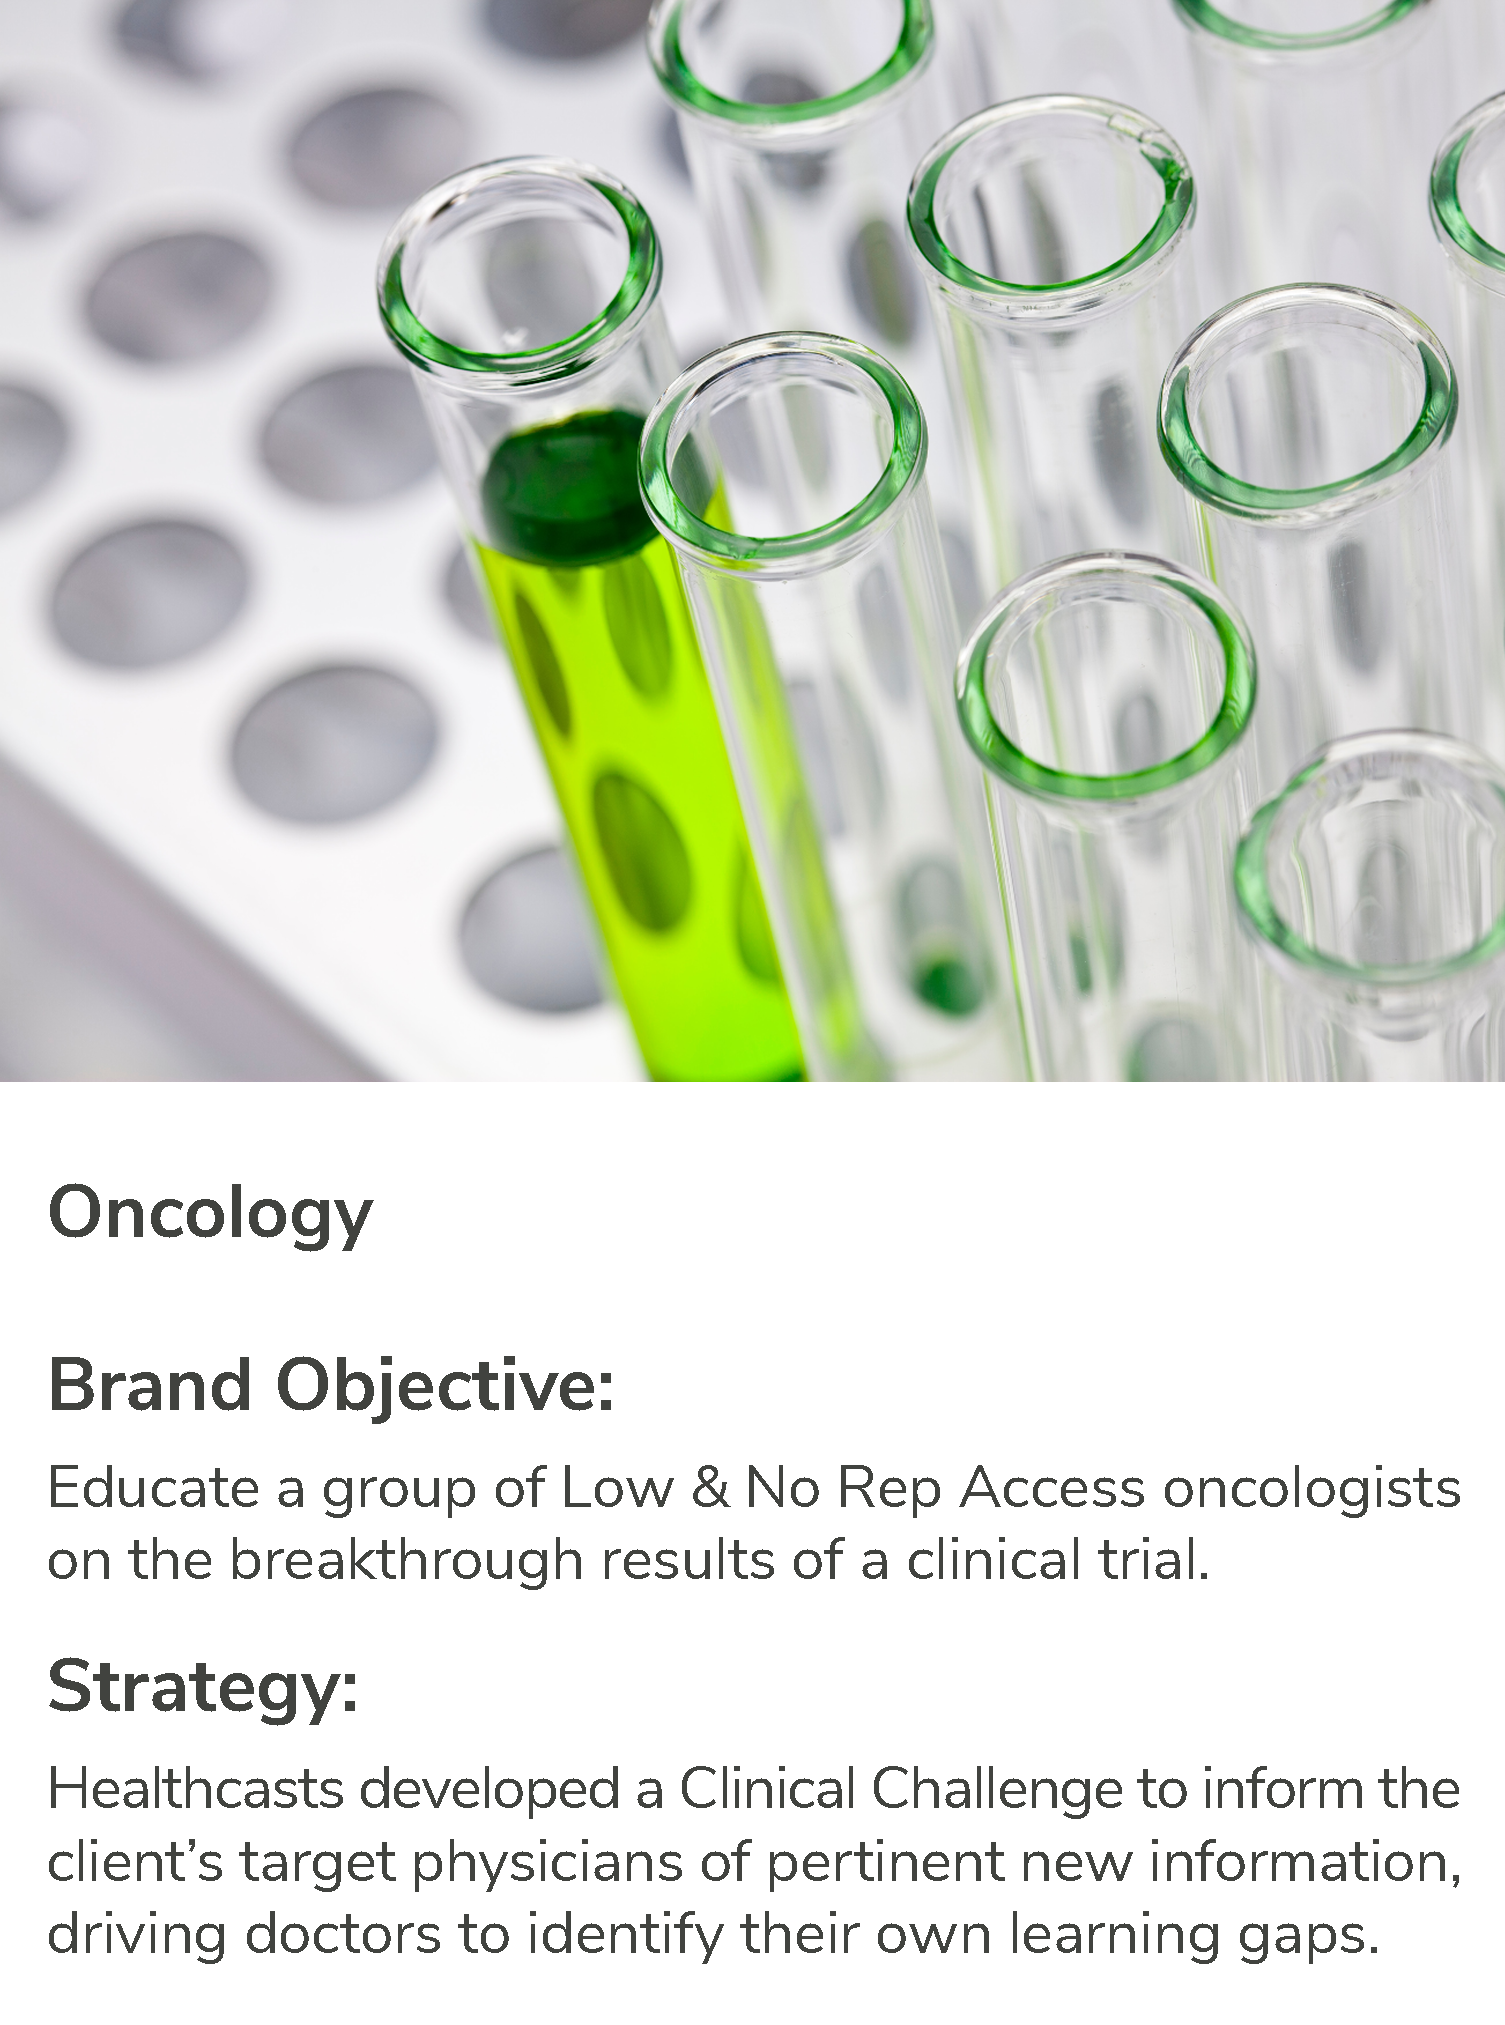 Oncology
Brand Objective:
Educate a group of Low & No Rep Access oncologists
on the breakthrough results of a clinical trial.
Strategy:
Healthcasts developed a Clinical Challenge to inform the
client’s target physicians of pertinent new information,
driving doctors to identify their own learning gaps.